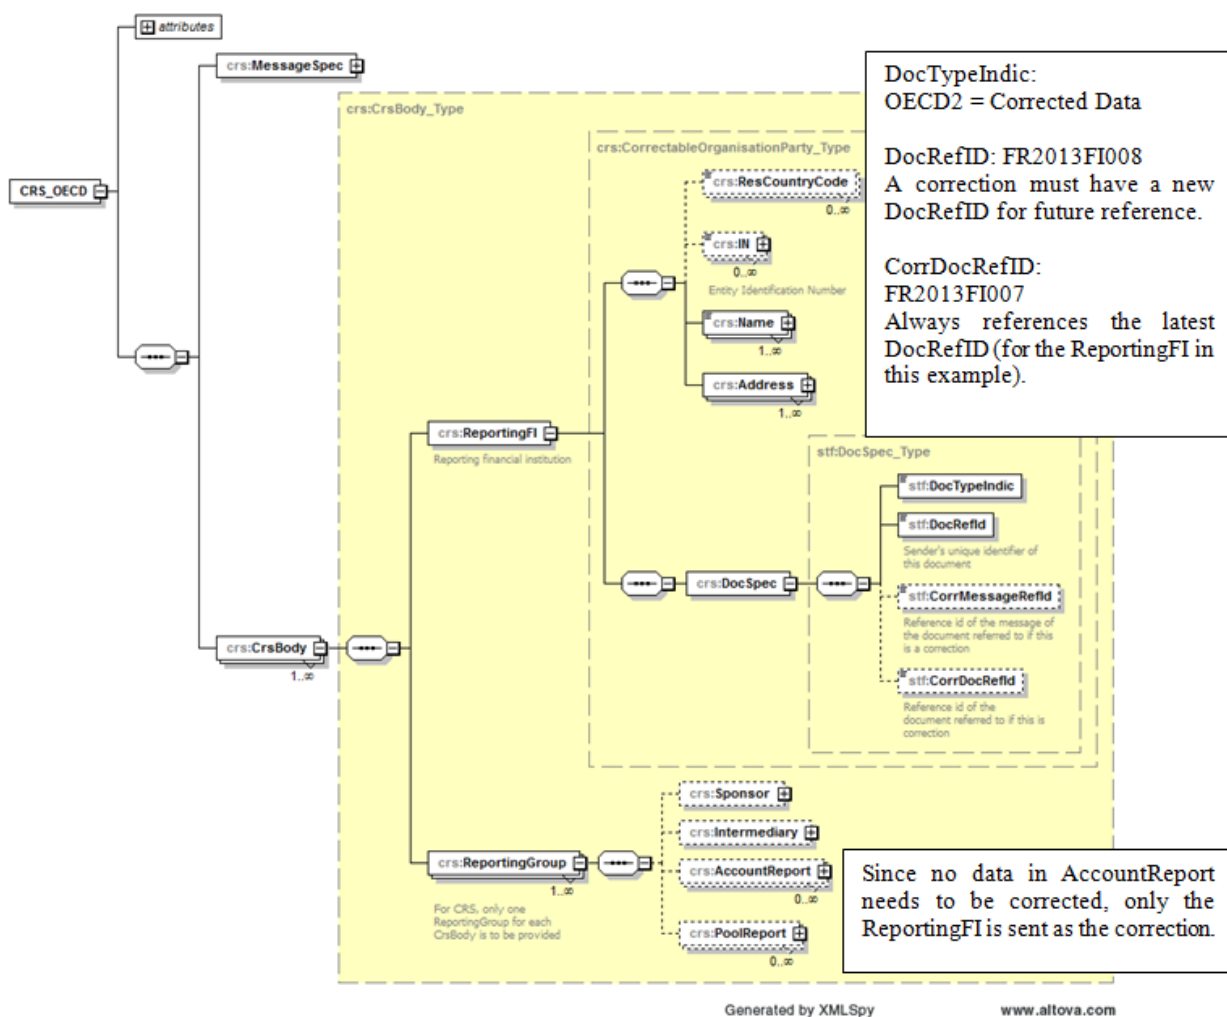 attributes
crs:MessageSpec
crs:CrsBody_Type
DocTypeIndic:
OECD2 = Corrected Data
DocRefID: FR2013FI008
A correction must have a new
DocRefID for future reference.
CorrDocRefID:
FR2013FI007
Always references the latest
DocRefID (for the ReportingFI in
this example).
crs:CorrectableOrganisationParty_Type
CRS_OECD
crs:ResCountryCode
0..∞
crs:IN
0..∞
Entity Identification Number
crs:Name
1..∞
crs:Address
1..∞
crs:ReportingFI
Reporting financial institution
stf:DocSpec_Type
stf:DocTypeIndic
stf:DocRefId
Sender's unique identifier of
this document
crs:DocSpec
stf:CorrMessageRefId
Reference id of the message of
the document referred to if this
is a correction
stf:CorrDocRefId
Reference id of the
document referred to if this is
correction
crs:CrsBody
1..∞
crs:Sponsor
crs:Intermediary
crs:ReportingGroup
1..∞
For CRS, only one
ReportingGroup for each
CrsBody is to be provided
crs:AccountReport
0..∞
crs:PoolReport
0..∞
Since no data in AccountReport
needs to be corrected, only the
ReportingFI is sent as the correction.
Generated by XMLSpy
www.altova.com